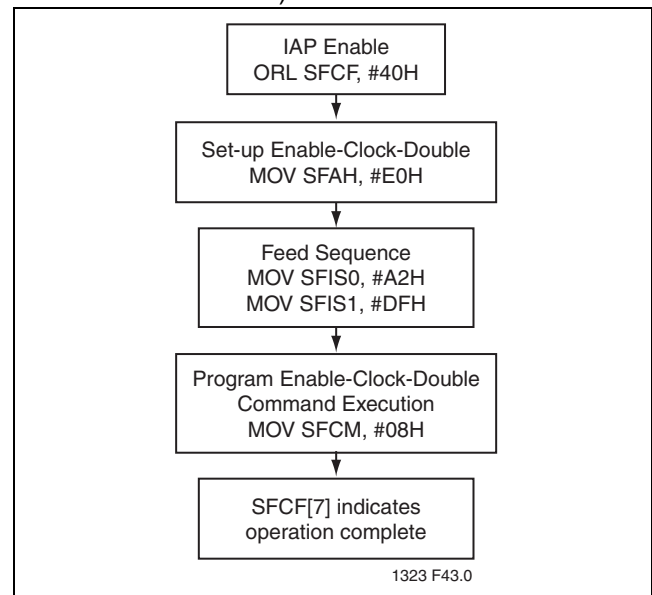 IAP Enable
ORL SFCF, #40H
Set-up Enable-Clock-Double
MOV SFAH, #E0H
Feed Sequence
MOV SFIS0, #A2H
MOV SFIS1, #DFH
Program Enable-Clock-Double
Command Execution
MOV SFCM, #08H
SFCF[7] indicates
operation complete
1323 F43.0